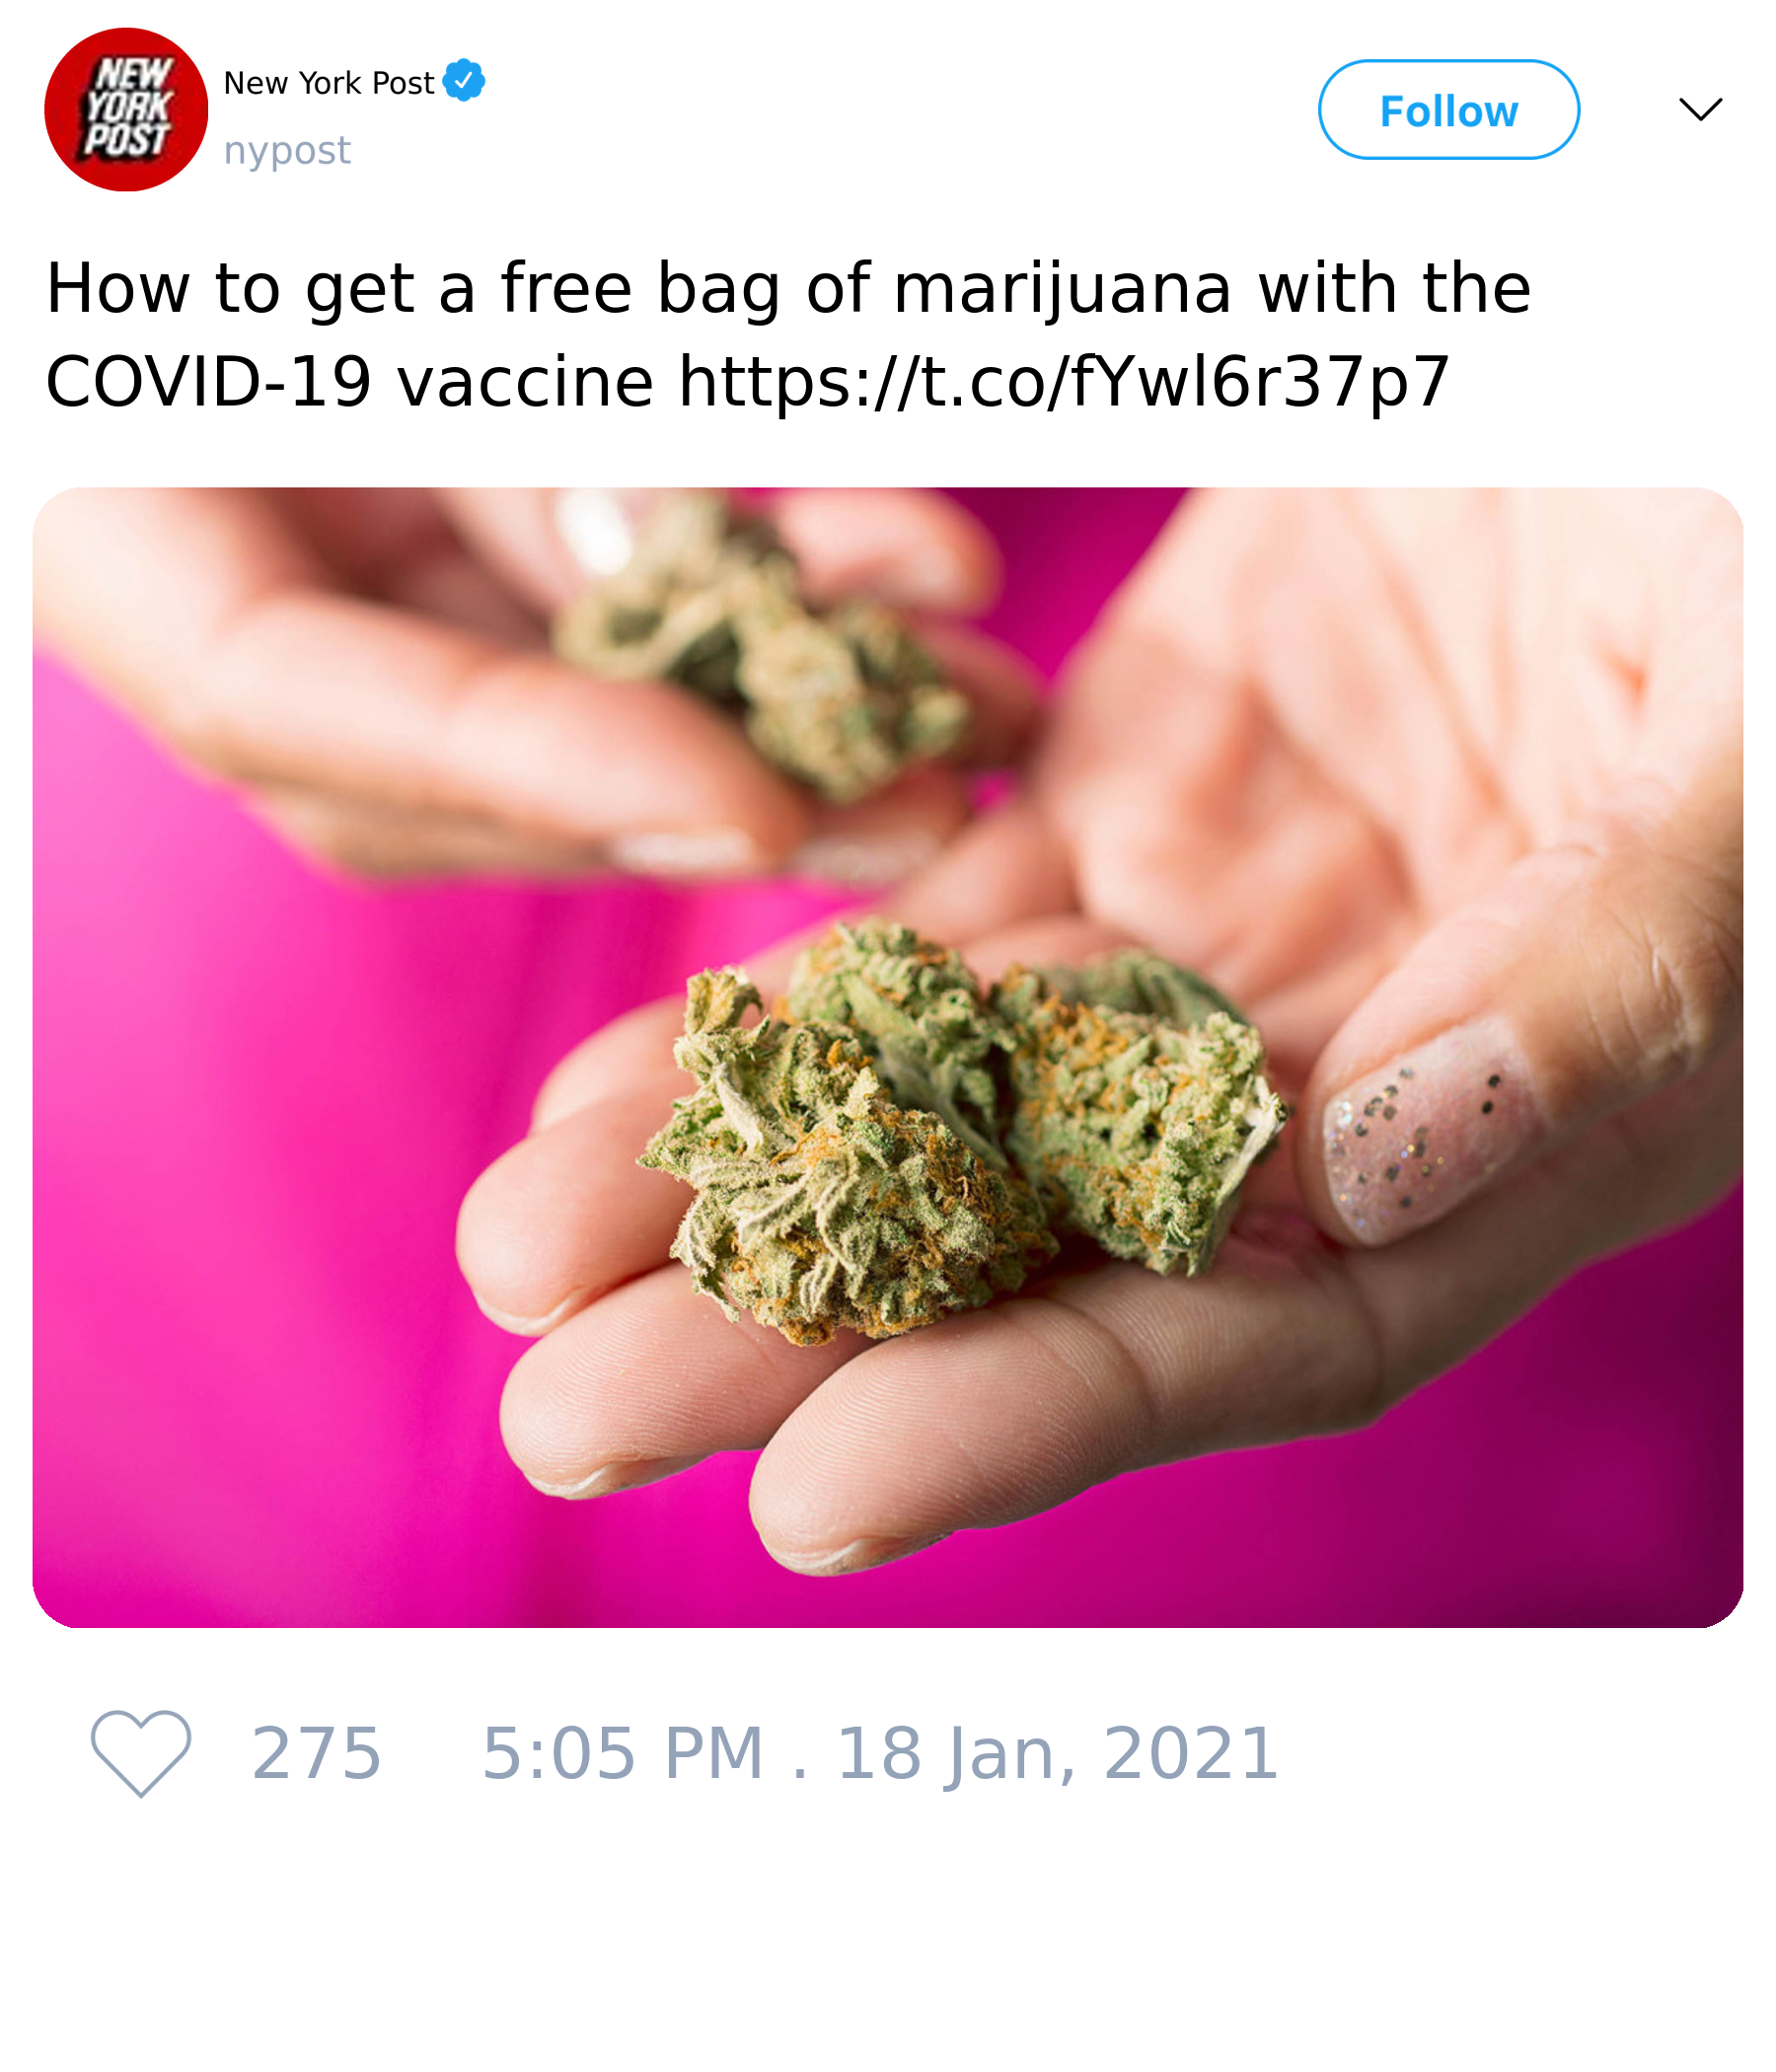 NEW
YORK
POST
New York Post
nypost
Follow
How to get a free bag of marijuana with the
COVID-19 vaccine https://t.co/fYwl6r37p7
275 5:05 PM . 18 Jan, 2021